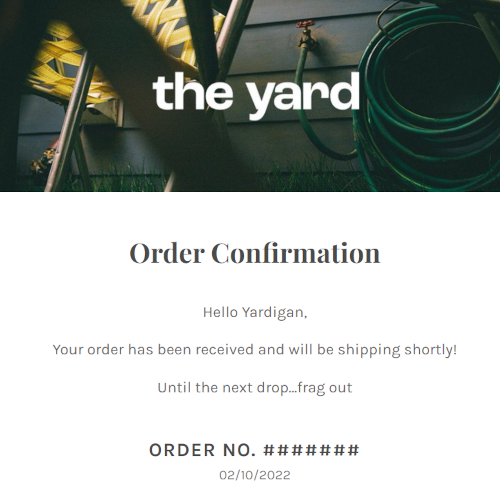 the yard
Order Confirmation
Hello Yardigan,
Your order has been received and will be shipping shortly!
Until the next drop...frag out
ORDER NO. #######
02/10/2022